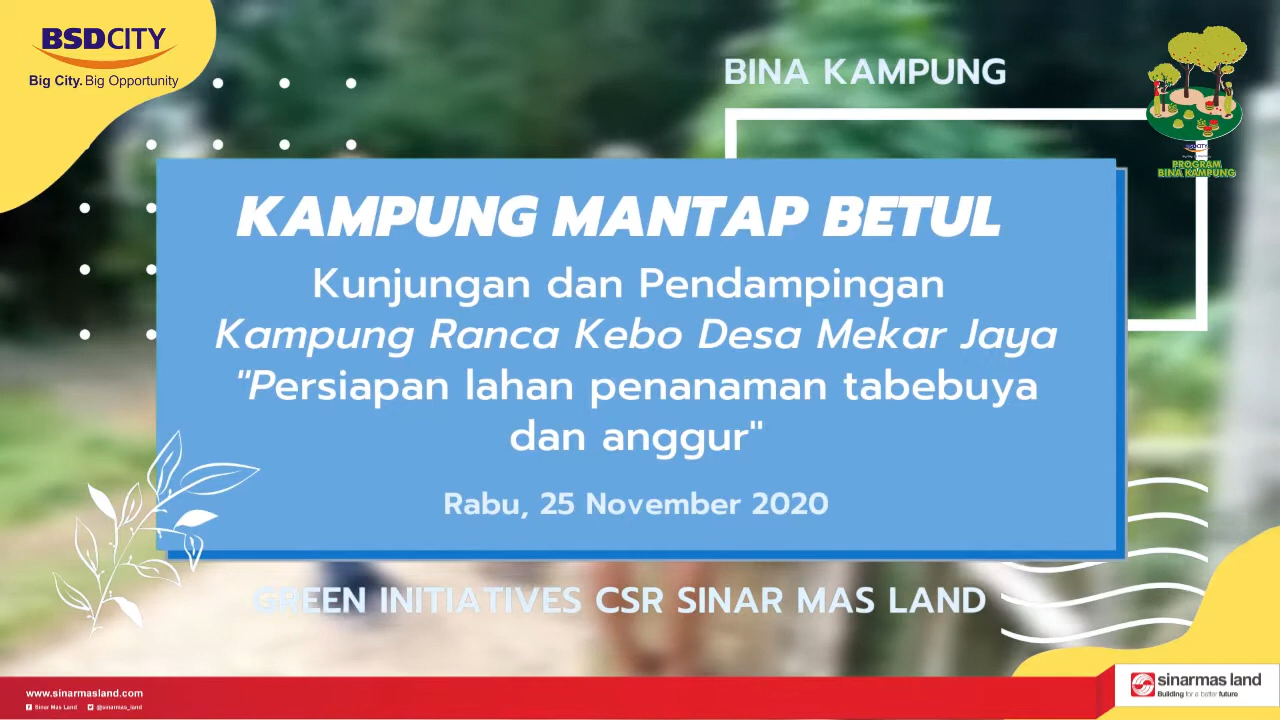 BSDCITY
Big City. Big Opportunity
BINA KAMPUNG
BSDCITY
PROGRAM
BINA KAMPUNG
KAMPUNG MANTAP BETUL
Kunjungan dan Pendampingan
Kampung Ranca Kebo Desa Mekar Jaya
"Persiapan lahan penanaman tabebuya
dan anggur"
Rabu, 25 November 2020
GREEN INITIATIVES CSR SINAR MAS LAND
www.sinarmasland.com
Sinar Mas Land @sinarmas_land
sinarmas land
Building for a better future